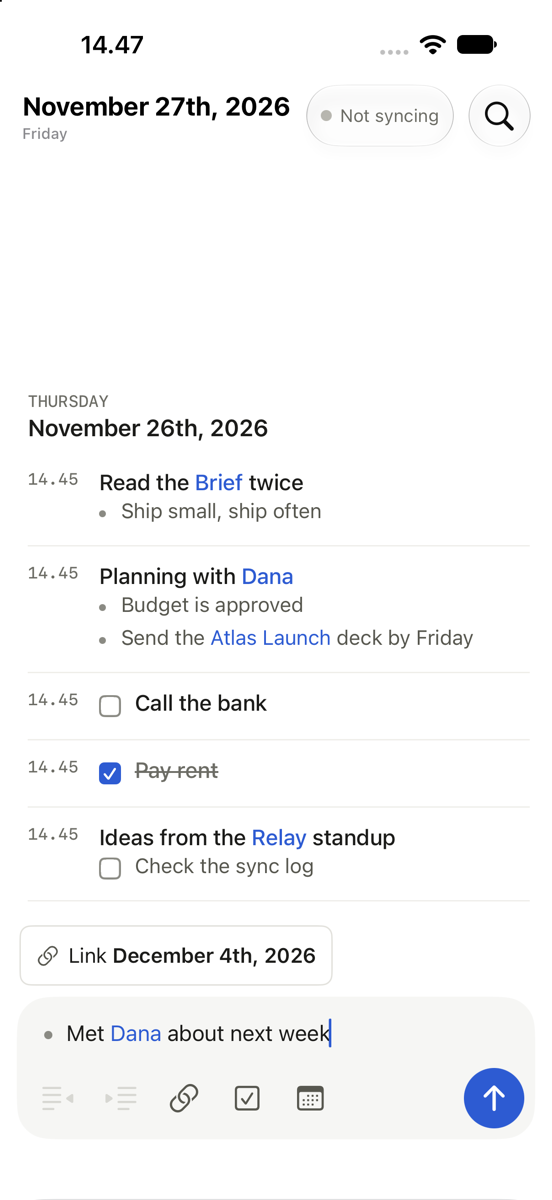 14.47
November 27th, 2026
Friday
Not syncing
THURSDAY
November 26th, 2026
14.45
Read the Brief twice
Ship small, ship often
14.45
Planning with Dana
Budget is approved
Send the Atlas Launch deck by Friday
14.45
Call the bank
14.45
Pay rent
14.45
Ideas from the Relay standup
Check the sync log
Link December 4th, 2026
Met Dana about next week